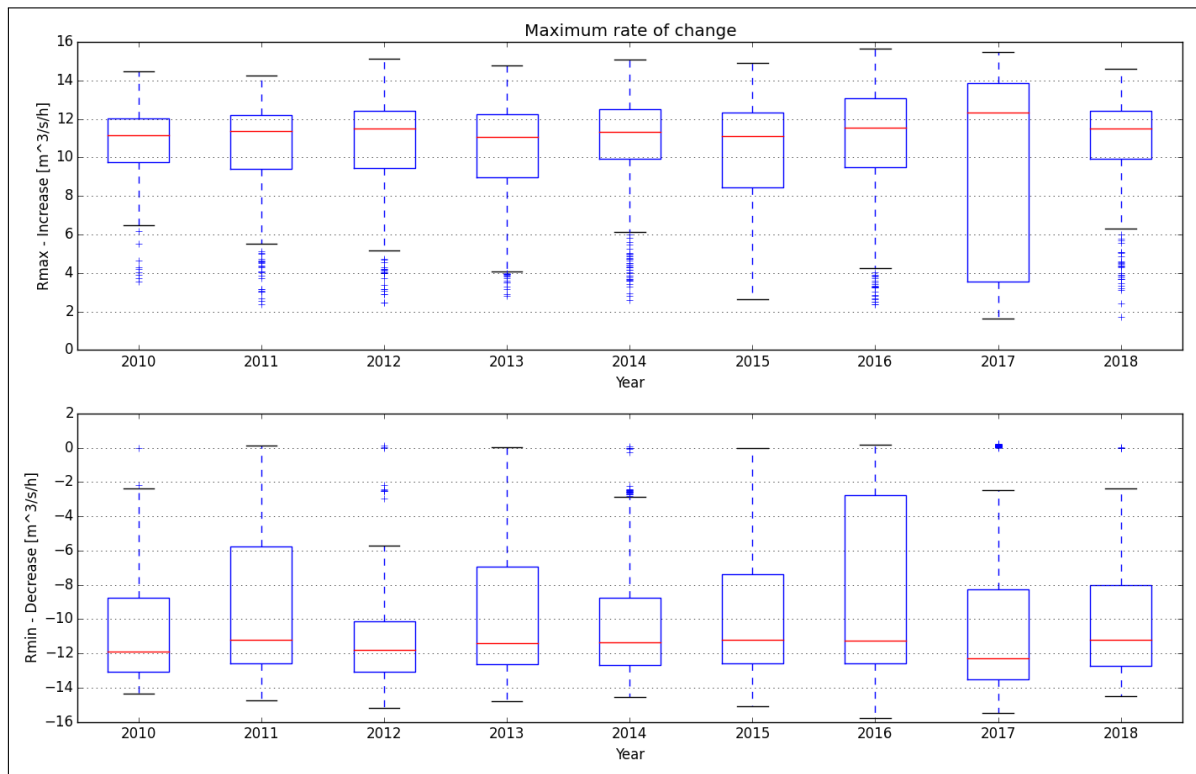 Maximum rate of change
Rmax - Increase [m^3/s/h]
16
14
12
10
8
6
4
2
0
2010 2011 2012 2013 2014 2015 2016 2017 2018
Year
Rmin - Decrease [m^3/s/h]
2
0
−2
−4
−6
−8
−10
−12
−14
−16
2010 2011 2012 2013 2014 2015 2016 2017 2018
Year